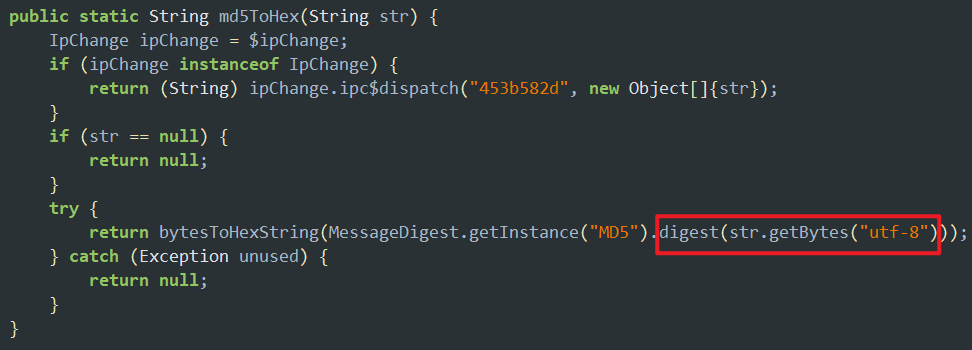 public static String md5ToHex(String str) {
    IpChange ipChange = $ipChange;
    if (ipChange instanceof IpChange) {
        return (String) ipChange.ipc$dispatch("453b582d", new Object[]{str});
    }
    if (str == null) {
        return null;
    }
    try {
        return bytesToHexString(MessageDigest.getInstance("MD5").digest(str.getBytes("utf-8")));
    } catch (Exception unused) {
        return null;
    }
}